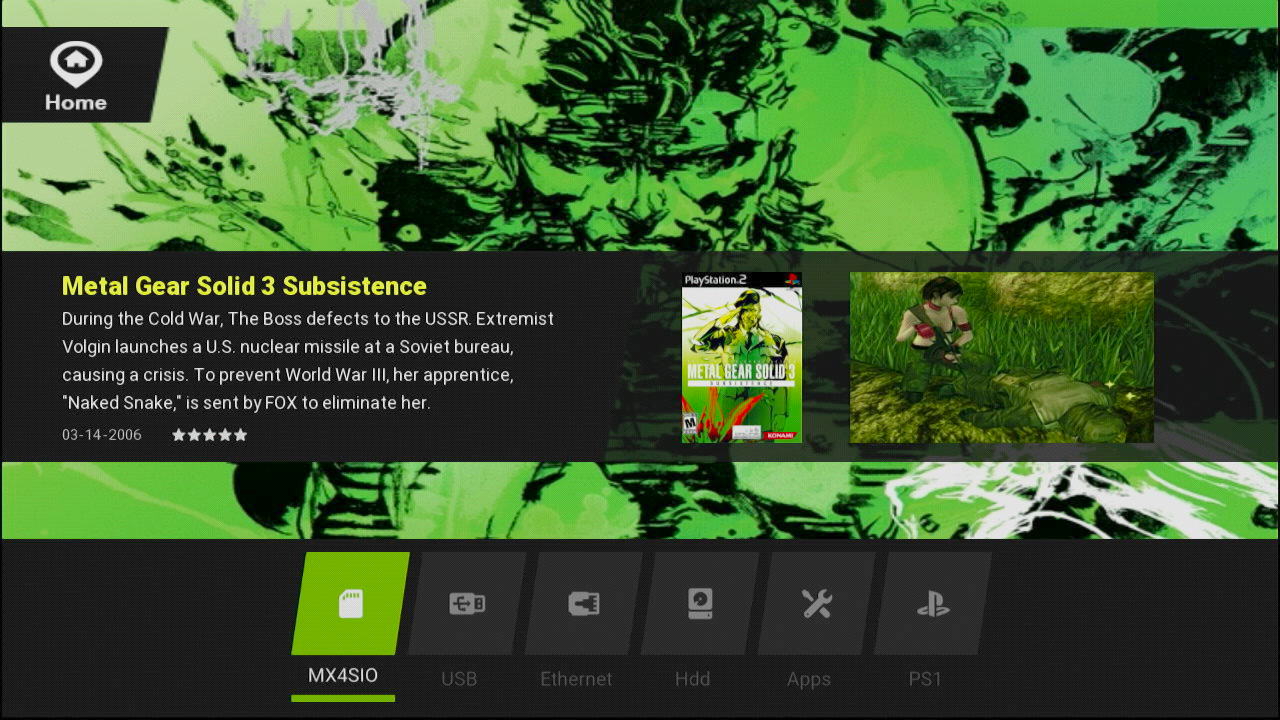 Home
Metal Gear Solid 3 Subsistence
During the Cold War, The Boss defects to the USSR. Extremist
Volgin launches a U.S. nuclear missile at a Soviet bureau,
causing a crisis. To prevent World War III, her apprentice,
"Naked Snake," is sent by FOX to eliminate her.
03-14-2006
PlayStation 2
METAL GEAR SOLID 3
SUBSISTENCE
M
KONAMI
MX4SIO
USB
Ethernet
Hdd
Apps
PS1